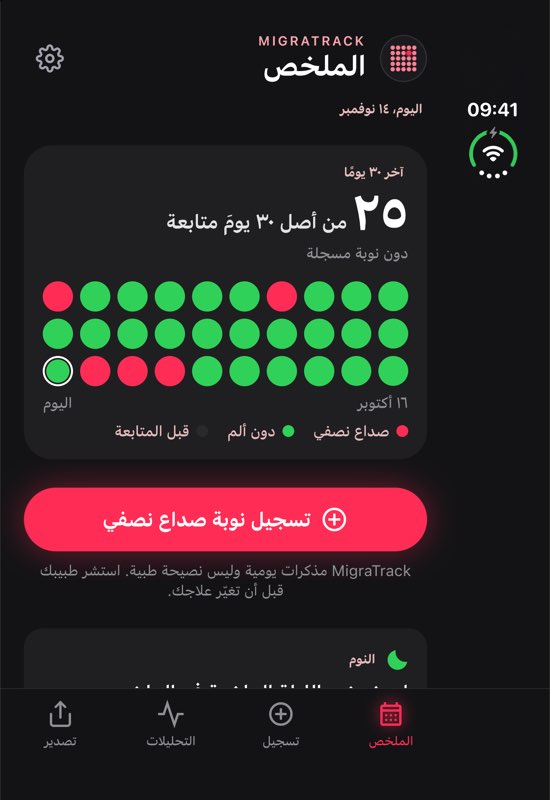 MIGRATRACK
الملخص
اليوم، ١٤ نوفمبر
09:41
آخر ٣٠ يومًا
٢٥ من أصل ٣٠ يومَ متابعة
دون نوبة مسجلة
١٦ أكتوبر
اليوم
صداع نصفي
دون ألم
قبل المتابعة
تسجيل نوبة صداع نصفي
MigraTrack مذكرات يومية وليس نصيحة طبية. استشر طبيبك
قبل أن تغيّر علاجك.
النوم
الملخص
تسجيل
التحليلات
تصدير